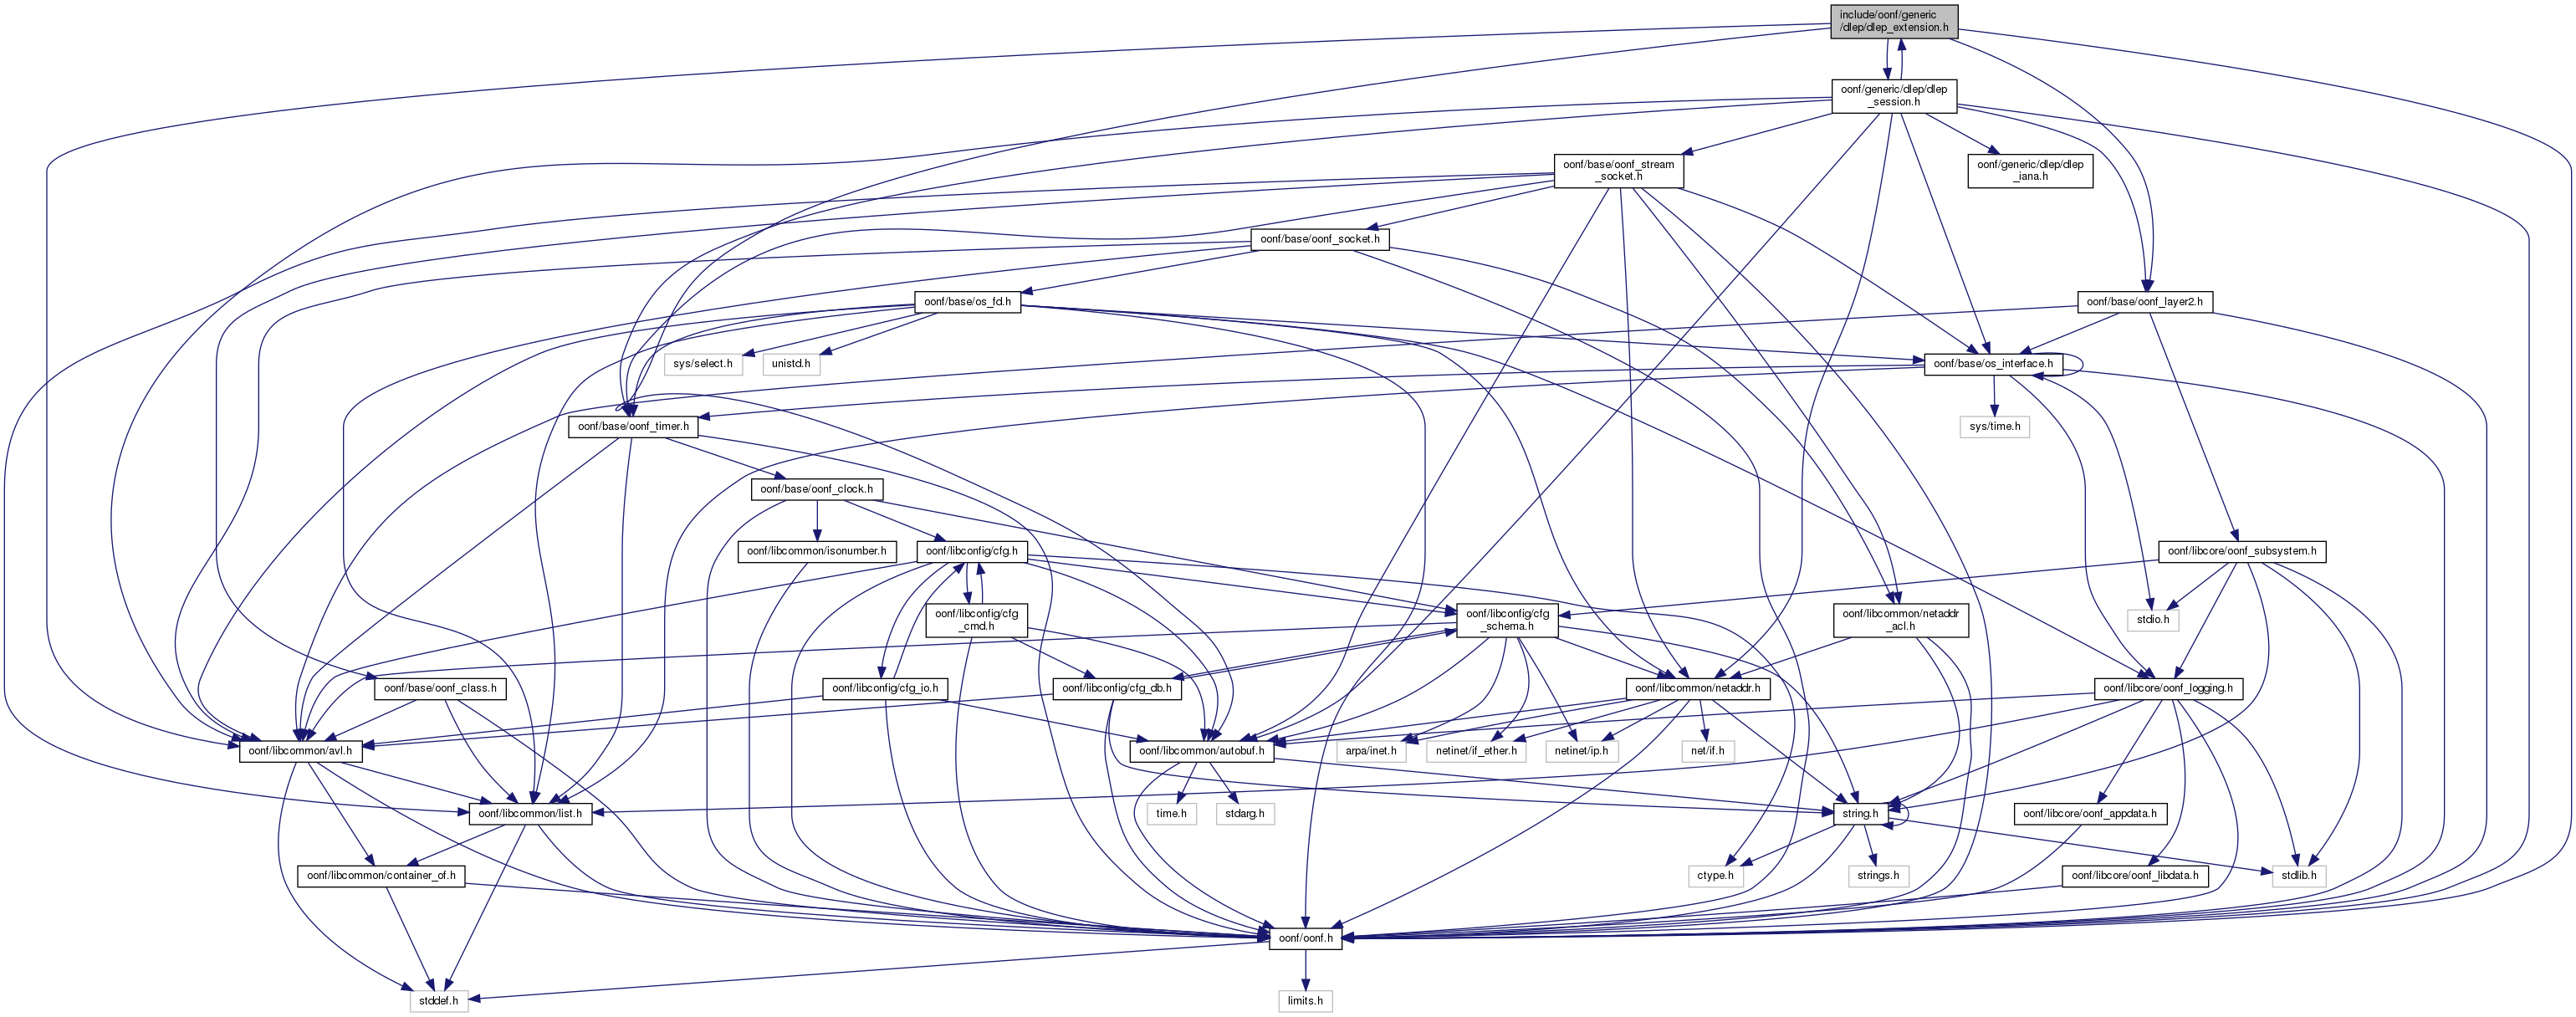 include/oonf/generic
/dlep/dlep_extension.h
oonf/generic/dlep/dlep
_session.h
oonf/base/oonf_stream
_socket.h
oonf/generic/dlep/dlep
_iana.h
oonf/base/oonf_socket.h
oonf/base/os_fd.h
oonf/base/oonf_layer2.h
sys/select.h
unistd.h
oonf/base/os_interface.h
oonf/base/oonf_timer.h
sys/time.h
oonf/base/oonf_clock.h
oonf/libcommon/isonumber.h
oonf/libconfig/cfg.h
oonf/libcore/oonf_subsystem.h
oonf/libconfig/cfg
_cmd.h
oonf/libconfig/cfg
_schema.h
oonf/libcommon/netaddr
_acl.h
stdio.h
oonf/base/oonf_class.h
oonf/libconfig/cfg_io.h
oonf/libconfig/cfg_db.h
oonf/libcommon/netaddr.h
oonf/libcore/oonf_logging.h
oonf/libcommon/avl.h
oonf/libcommon/autobuf.h
arpa/inet.h
netinet/if_ether.h
netinet/ip.h
net/if.h
oonf/libcommon/list.h
time.h
stdarg.h
string.h
oonf/libcore/oonf_appdata.h
oonf/libcommon/container_of.h
ctype.h
strings.h
oonf/libcore/oonf_libdata.h
stdlib.h
oonf/oonf.h
stddef.h
limits.h